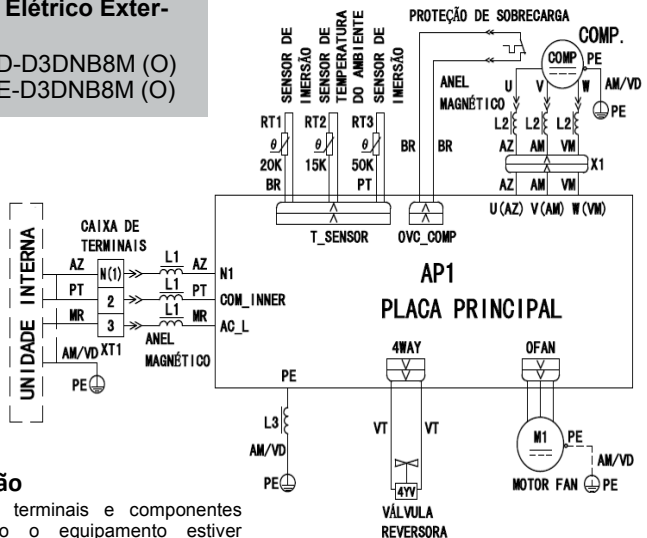 Elétrico Exter-
D-D3DNB8M (O)
E-D3DNB8M (O)
PROTEÇÃO DE SOBRECARGA
COMP.
SENSOR DE
IMERSÃO
SENSOR DE
TEMPERATURA
DO AMBIENTE
SENSOR DE
IMERSÃO
COMP
PE
ANEL
MAGNÉTICO
U
V
W
AM/VD
PE
RT1
RT2
RT3
L2
L2
L2
θ
θ
θ
BR
BR
AZ
AM
VM
20K
15K
50K
X1
BR
PT
AZ
AM
VM
U(AZ) V(AM) W(VM)
T_SENSOR
OVC_COMP
UNIDADE INTERNA
CAIXA DE
TERMINAIS
AZ
N(1)
L1
AZ
N1
PT
2
L1
PT
COM_INNER
MR
3
L1
MR
AC_L
AM/VD
XT1
ANEL
MAGNÉTICO
PE
AP1
PLACA PRINCIPAL
4WAY
OFAN
PE
L3
AM/VD
PE
VT
VT
4YV
VÁLVULA
REVERSORA
M1
PE
AM/VD
MOTOR FAN
PE
ão
terminais e componentes
o o equipamento estiver